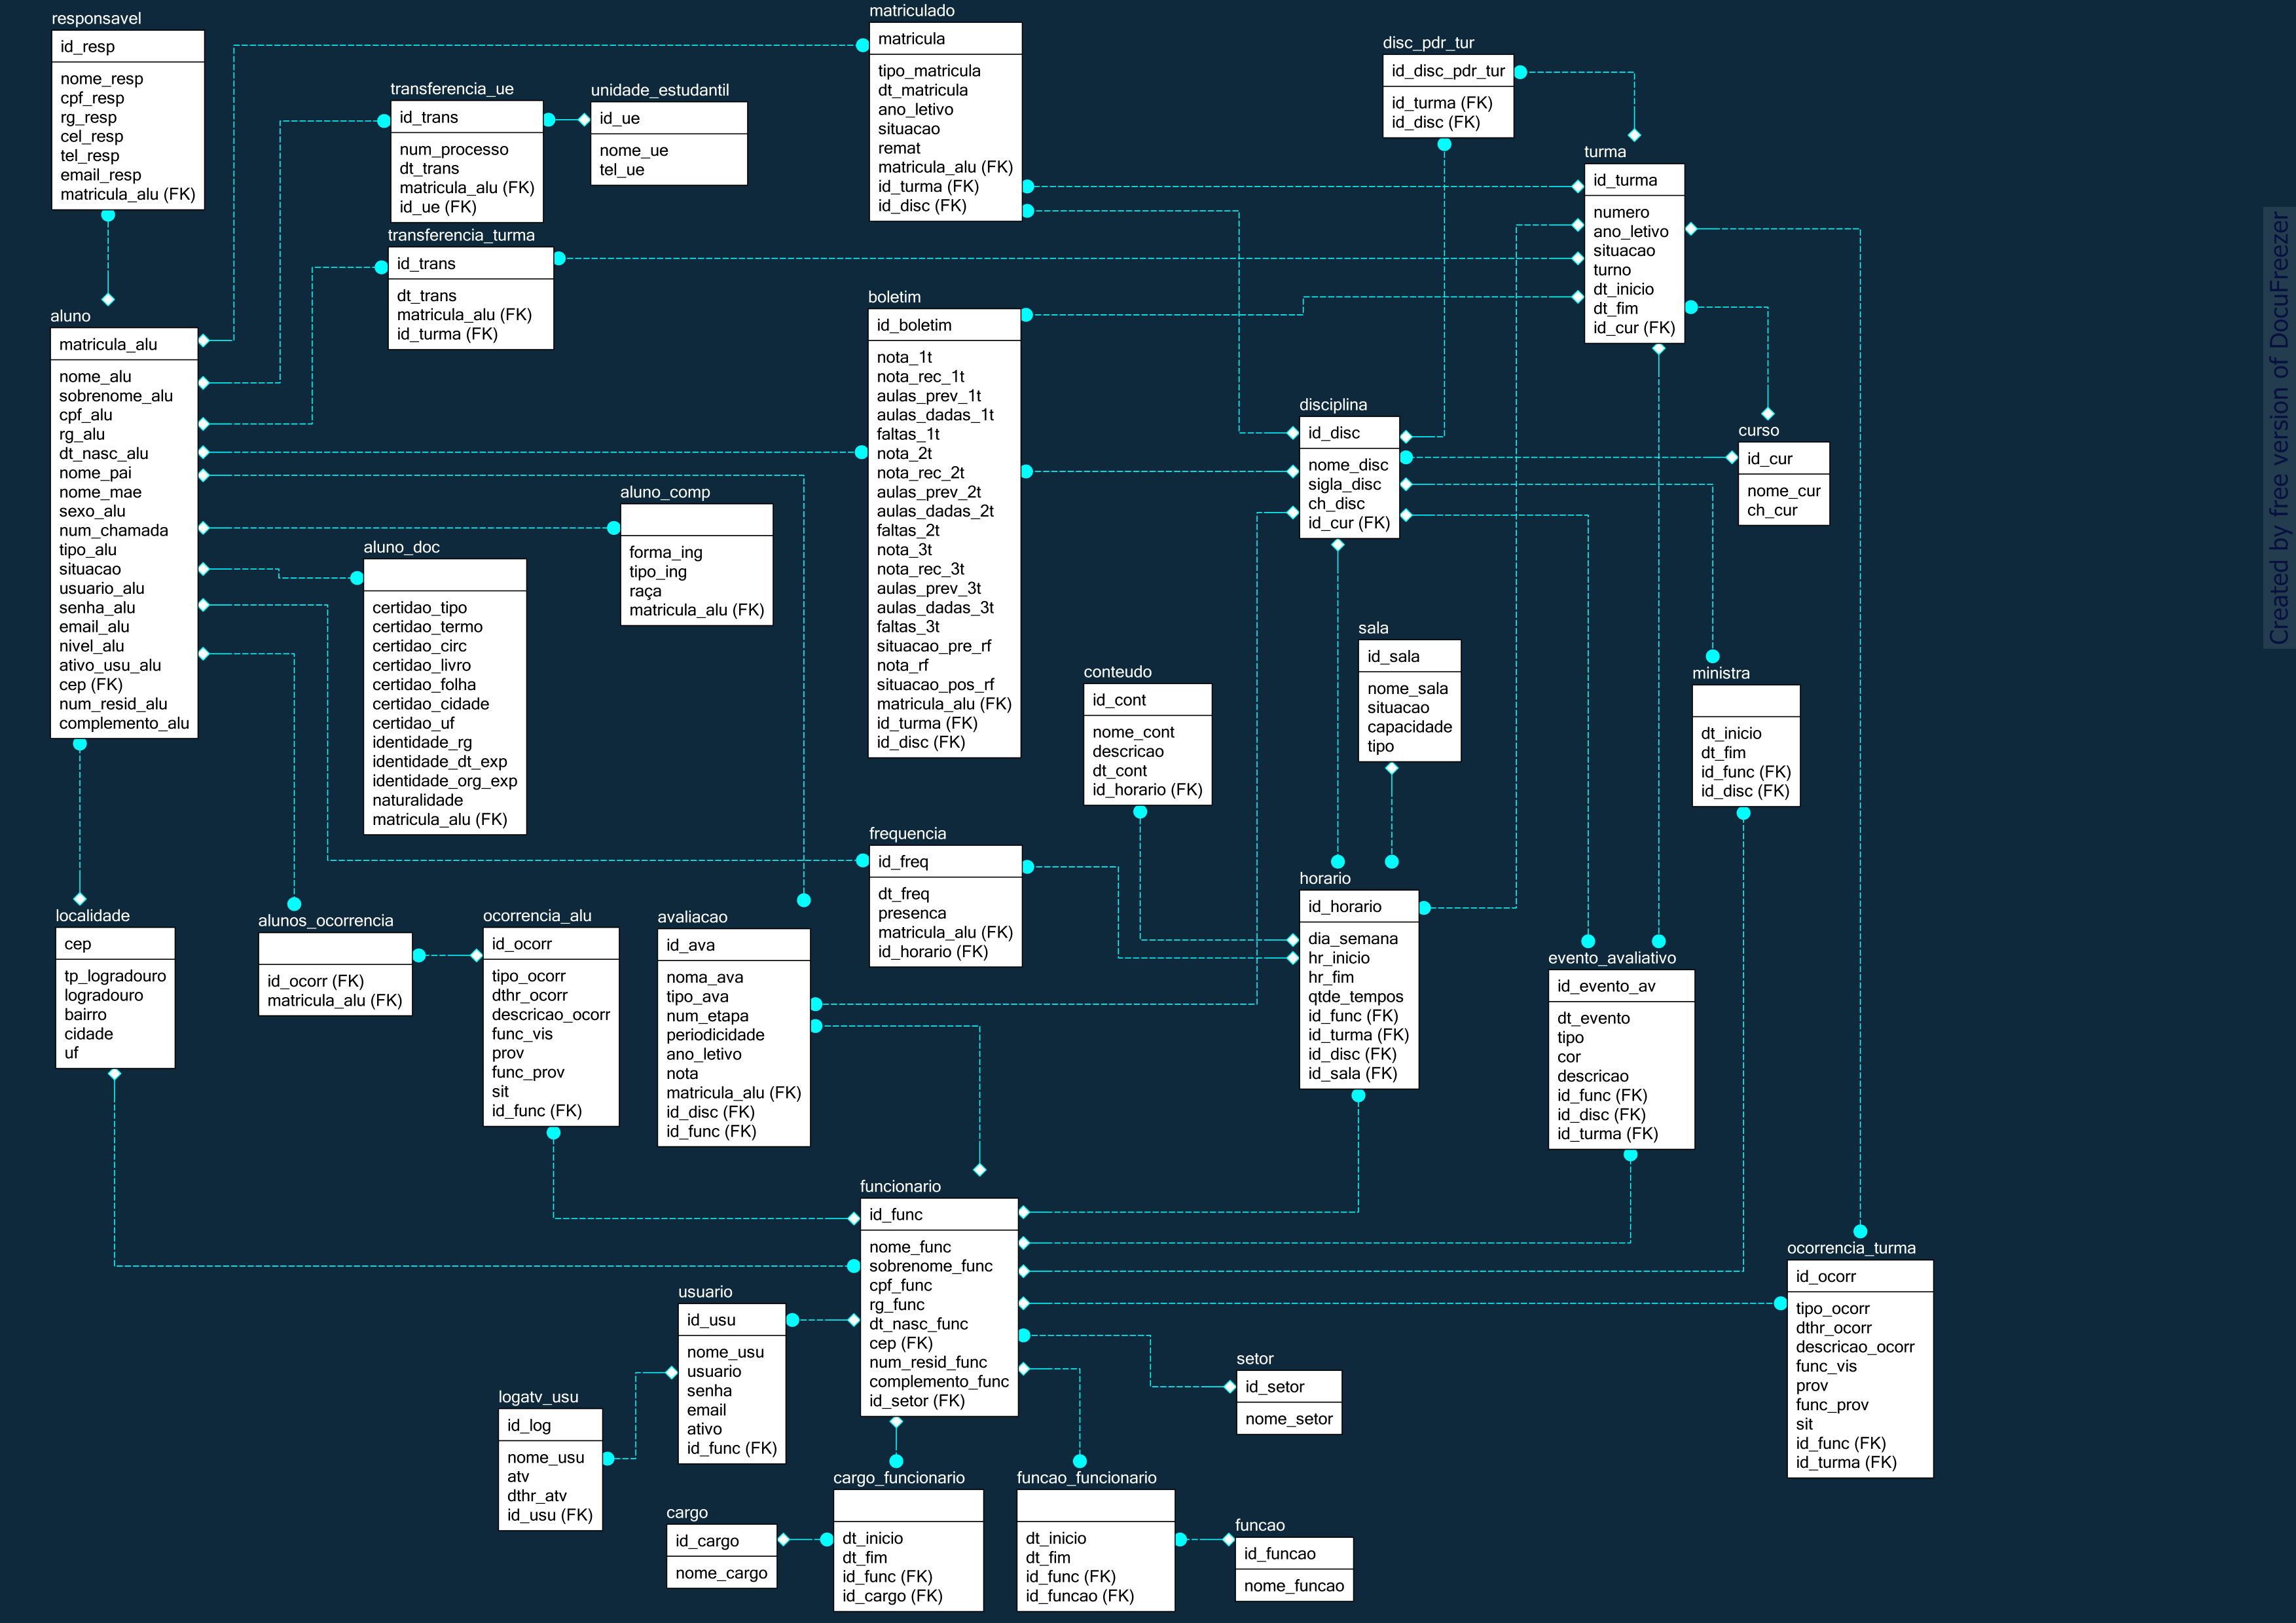 responsavel
id_resp
nome_resp
cpf_resp
rg_resp
cel_resp
tel_resp
email_resp
matricula_alu (FK)
transferencia_ue
id_trans
num_processo
dt_trans
matricula_alu (FK)
id_ue (FK)
unidade_estudantil
id_ue
nome_ue
tel_ue
transferencia_turma
id_trans
dt_trans
matricula_alu (FK)
id_turma (FK)
matriculado
matricula
tipo_matricula
dt_matricula
ano_letivo
situacao
remat
matricula_alu (FK)
id_turma (FK)
id_disc (FK)
disc_pdr_tur
id_disc_pdr_tur
id_turma (FK)
id_disc (FK)
turma
id_turma
numero
ano_letivo
situacao
turno
dt_inicio
dt_fim
id_cur (FK)
aluno
matricula_alu
nome_alu
sobrenome_alu
cpf_alu
rg_alu
dt_nasc_alu
nome_pai
nome_mae
sexo_alu
num_chamada
tipo_alu
situacao
usuario_alu
senha_alu
email_alu
nivel_alu
ativo_usu_alu
cep (FK)
num_resid_alu
complemento_alu
boletim
id_boletim
nota_1t
nota_rec_1t
aulas_prev_1t
aulas_dadas_1t
faltas_1t
nota_2t
nota_rec_2t
aulas_prev_2t
aulas_dadas_2t
faltas_2t
nota_3t
nota_rec_3t
aulas_prev_3t
aulas_dadas_3t
faltas_3t
situacao_pre_rf
nota_rf
situacao_pos_rf
matricula_alu (FK)
id_turma (FK)
id_disc (FK)
disciplina
id_disc
nome_disc
sigla_disc
ch_disc
id_cur (FK)
curso
id_cur
nome_cur
ch_cur
aluno_comp
forma_ing
tipo_ing
raça
matricula_alu (FK)
aluno_doc
certidao_tipo
certidao_termo
certidao_circ
certidao_livro
certidao_folha
certidao_cidade
certidao_uf
identidade_rg
identidade_dt_exp
identidade_org_exp
naturalidade
matricula_alu (FK)
conteudo
id_cont
nome_cont
descricao
dt_cont
id_horario (FK)
sala
id_sala
nome_sala
situacao
capacidade
tipo
ministra
dt_inicio
dt_fim
id_func (FK)
id_disc (FK)
frequencia
id_freq
dt_freq
presenca
matricula_alu (FK)
id_horario (FK)
horario
id_horario
dia_semana
hr_inicio
hr_fim
qtde_tempos
id_func (FK)
id_turma (FK)
id_disc (FK)
id_sala (FK)
localidade
cep
tp_logradouro
logradouro
bairro
cidade
uf
alunos_ocorrencia
id_ocorr (FK)
matricula_alu (FK)
ocorrencia_alu
id_ocorr
tipo_ocorr
dthr_ocorr
descricao_ocorr
func_vis
prov
func_prov
sit
id_func (FK)
avaliacao
id_ava
noma_ava
tipo_ava
num_etapa
periodicidade
ano_letivo
nota
matricula_alu (FK)
id_disc (FK)
id_func (FK)
evento_avaliativo
id_evento_av
dt_evento
tipo
cor
descricao
id_func (FK)
id_disc (FK)
id_turma (FK)
funcionario
id_func
nome_func
sobrenome_func
cpf_func
rg_func
dt_nasc_func
cep (FK)
num_resid_func
complemento_func
id_setor (FK)
ocorrencia_turma
id_ocorr
tipo_ocorr
dthr_ocorr
descricao_ocorr
func_vis
prov
func_prov
sit
id_func (FK)
id_turma (FK)
usuario
id_usu
nome_usu
usuario
senha
email
ativo
id_func (FK)
setor
id_setor
nome_setor
logatv_usu
id_log
nome_usu
atv
dthr_atv
id_usu (FK)
cargo
id_cargo
nome_cargo
cargo_funcionario
dt_inicio
dt_fim
id_func (FK)
id_cargo (FK)
funcao_funcionario
dt_inicio
dt_fim
id_func (FK)
id_funcao (FK)
funcao
id_funcao
nome_funcao
Created by free version of DocuFreezer